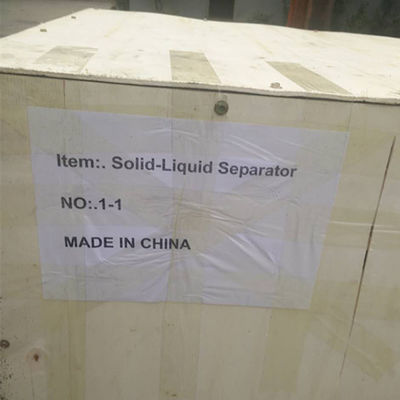 Item:. Solid-Liquid Separator
NO:.1-1
MADE IN CHINA